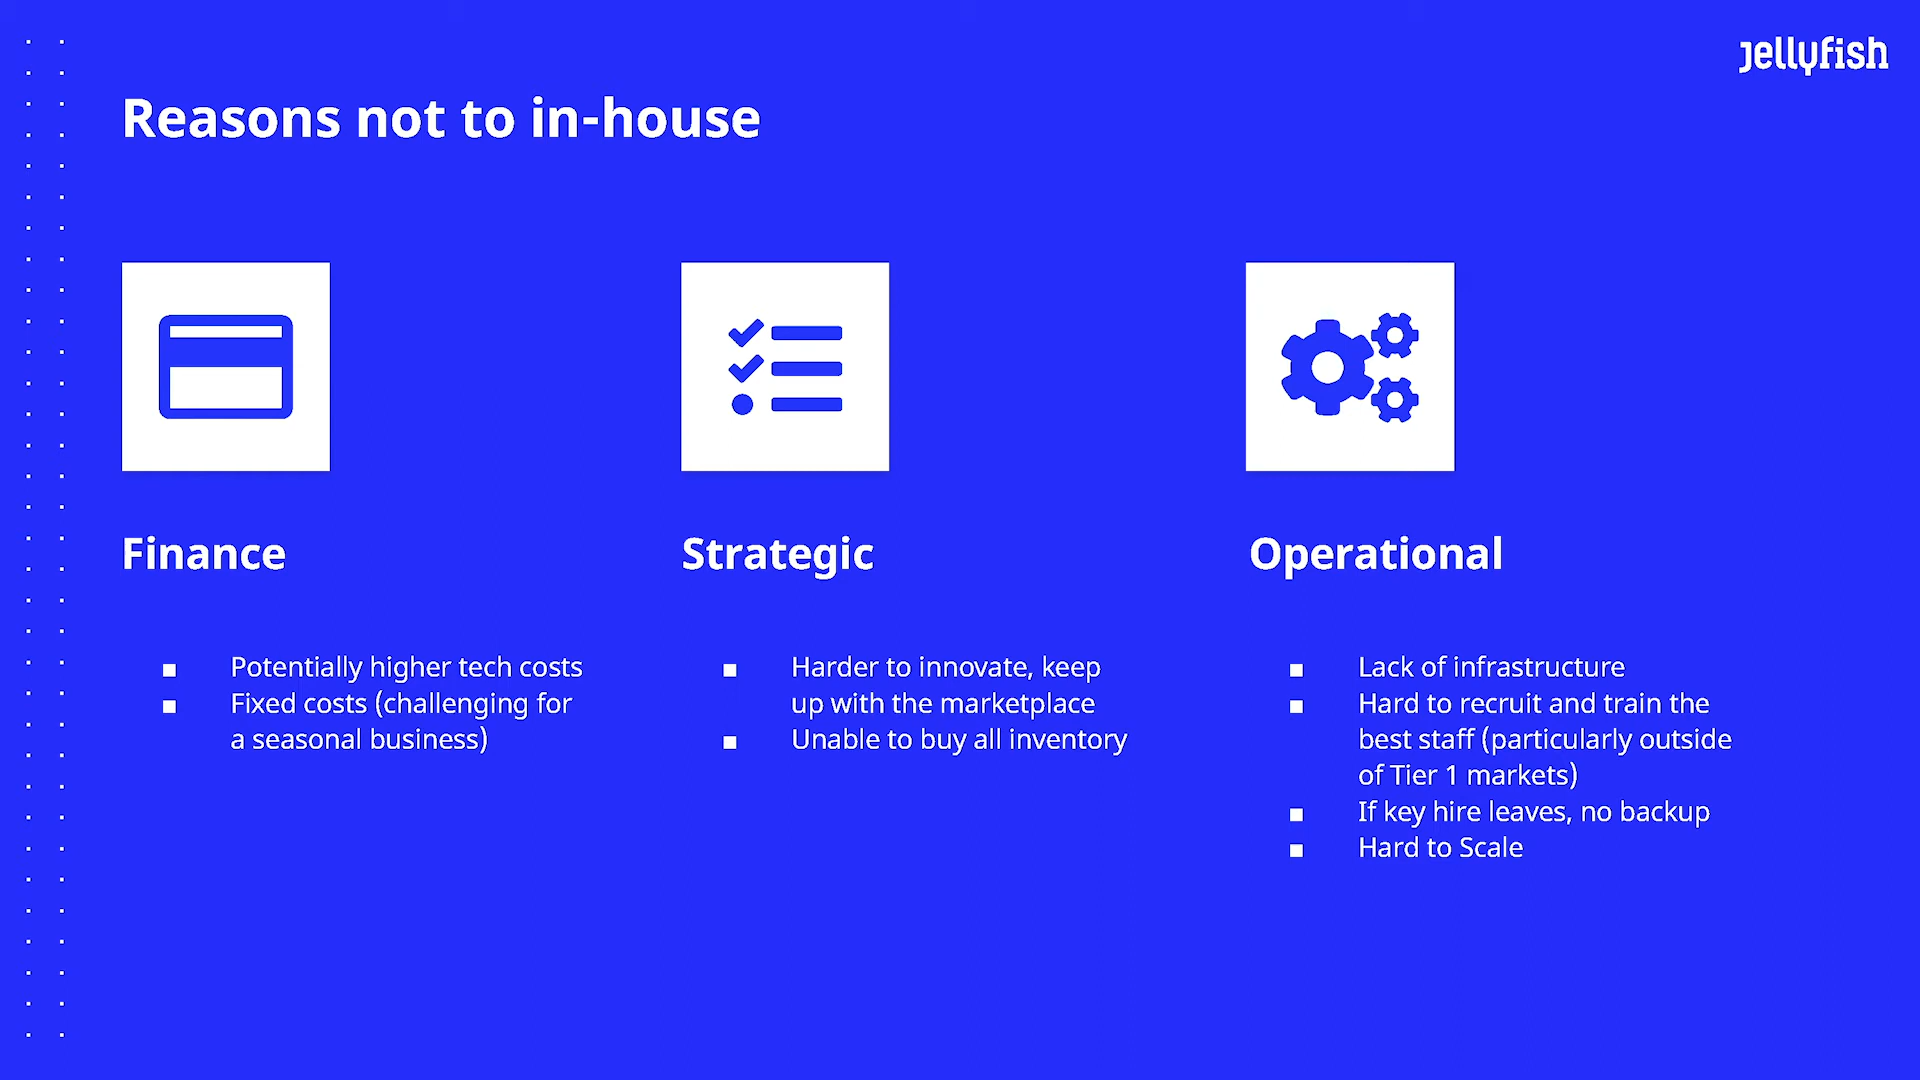 jellyfish
Reasons not to in-house
Finance
▪ Potentially higher tech costs
▪ Fixed costs (challenging for
a seasonal business)
Strategic
▪ Harder to innovate, keep
up with the marketplace
▪ Unable to buy all inventory
Operational
▪ Lack of infrastructure
▪ Hard to recruit and train the
best staff (particularly outside
of Tier 1 markets)
▪ If key hire leaves, no backup
▪ Hard to Scale